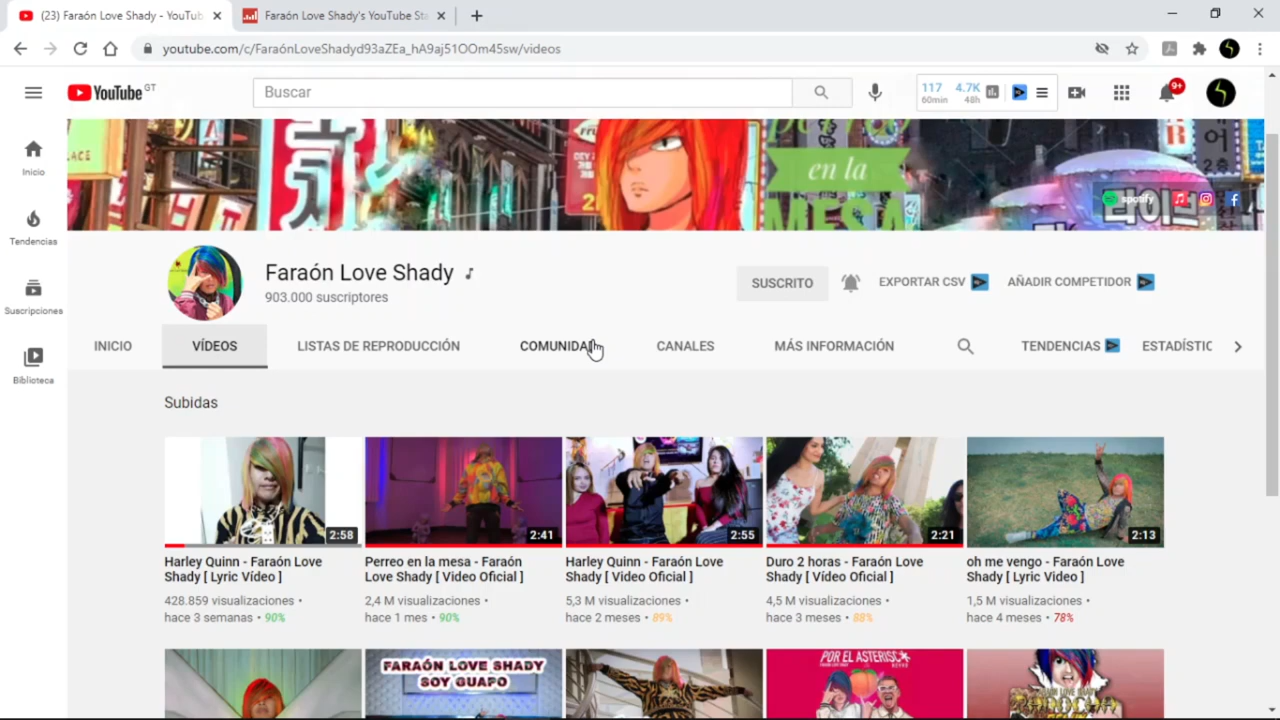 (23) Faraón Love Shady - YouTub
Faraón Love Shady's YouTube Sta
youtube.com/c/FaraónLoveShadyd93aZEa_hA9aj51OOm45sw/videos
YouTube GT
Buscar
117 4.7K
60min 48h
9+
Inicio
Tendencias
Suscripciones
Biblioteca
en la
MESA
spotify
Faraón Love Shady
903.000 suscriptores
SUSCRITO
EXPORTAR CSV
AÑADIR COMPETIDOR
INICIO
VÍDEOS
LISTAS DE REPRODUCCIÓN
COMUNIDAD
CANALES
MÁS INFORMACIÓN
TENDENCIAS
ESTADÍSTIC
Subidas
2:58
2:41
2:55
2:21
2:13
Harley Quinn - Faraón Love
Shady [ Lyric Vídeo ]
428.859 visualizaciones •
hace 3 semanas • 90%
Perreo en la mesa - Faraón
Love Shady [ Video Oficial ]
2,4 M visualizaciones •
hace 1 mes • 90%
Harley Quinn - Faraón Love
Shady [ Video Oficial ]
5,3 M visualizaciones •
hace 2 meses • 89%
Duro 2 horas - Faraón Love
Shady [ Vídeo Oficial ]
4,5 M visualizaciones •
hace 3 meses • 88%
oh me vengo - Faraón Love
Shady [ Lyric Video ]
1,5 M visualizaciones •
hace 4 meses • 78%
FARAÓN LOVE SHADY
SOY GUAPO
POR EL ASTERISC*